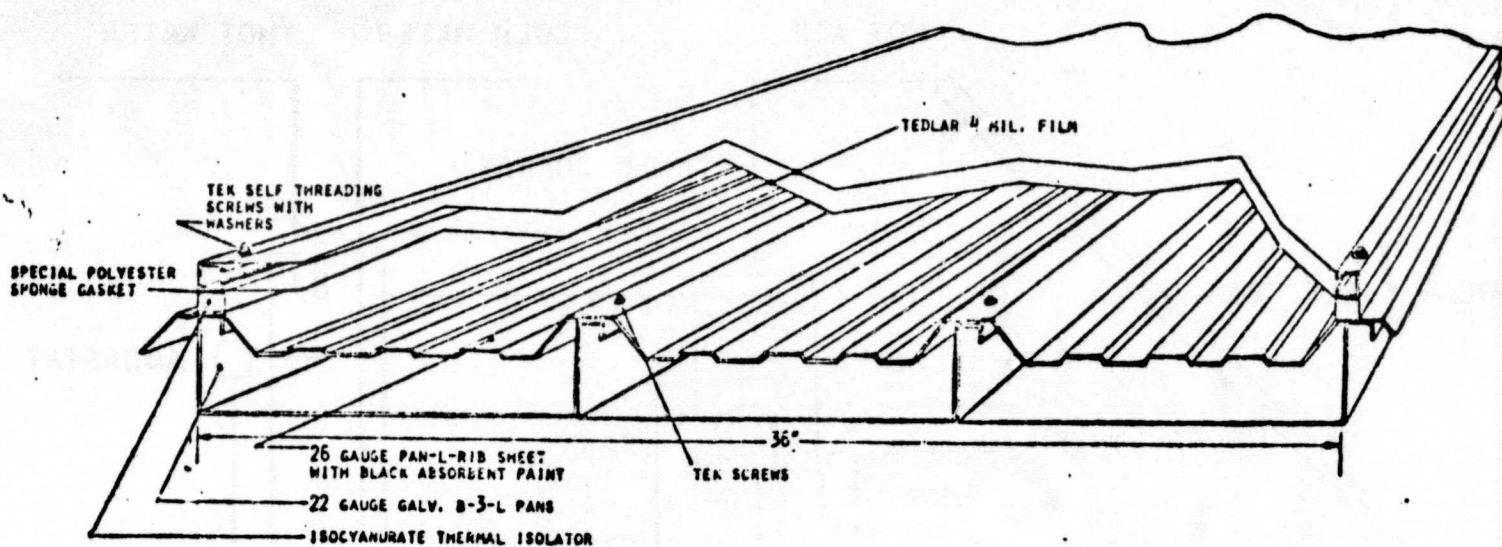 TEDLAR 4 MIL. FILM
TEK SELF THREADING
SCREWS WITH
WASHERS
SPECIAL POLYESTER
SPONGE GASKET
36"
26 GAUGE PAN-L-RIB SHEET
WITH BLACK ABSORBENT PAINT
TEK SCREWS
22 GAUGE GALV. B-3-L PANS
ISOCYANURATE THERMAL ISOLATOR